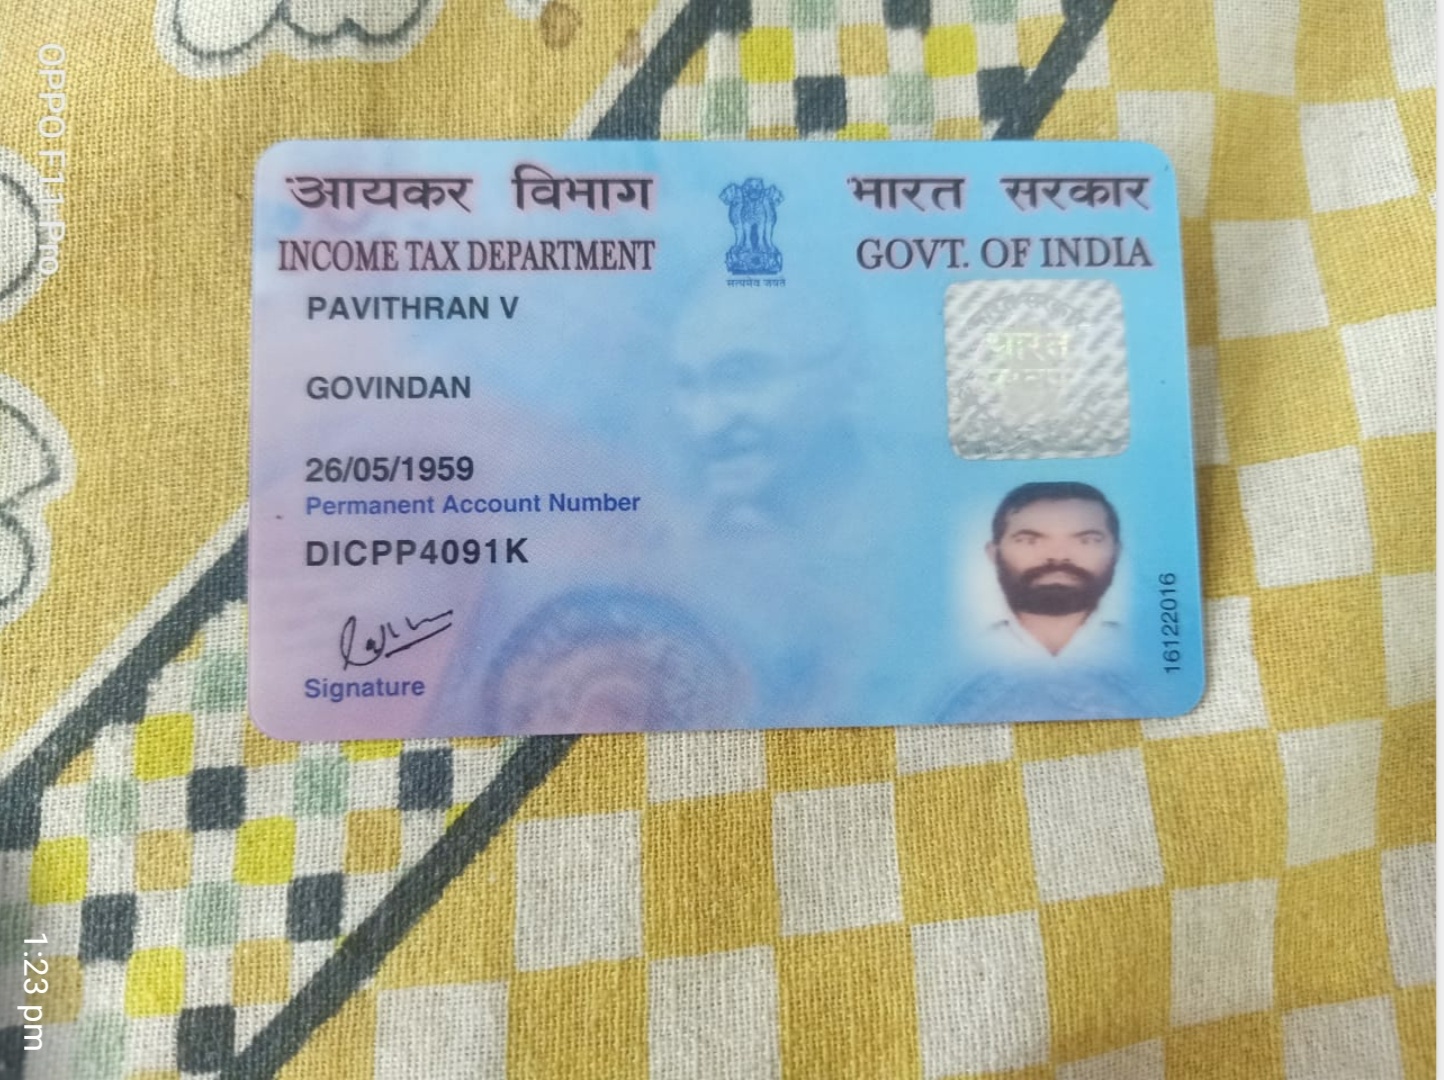 आयकर विभाग
INCOME TAX DEPARTMENT
भारत सरकार
GOVT. OF INDIA
सत्यमेव जयते
PAVITHRAN V
GOVINDAN
26/05/1959
Permanent Account Number
DICPP4091K
Signature
भारत
16122016
OPPO F11 Pro
1:23 pm